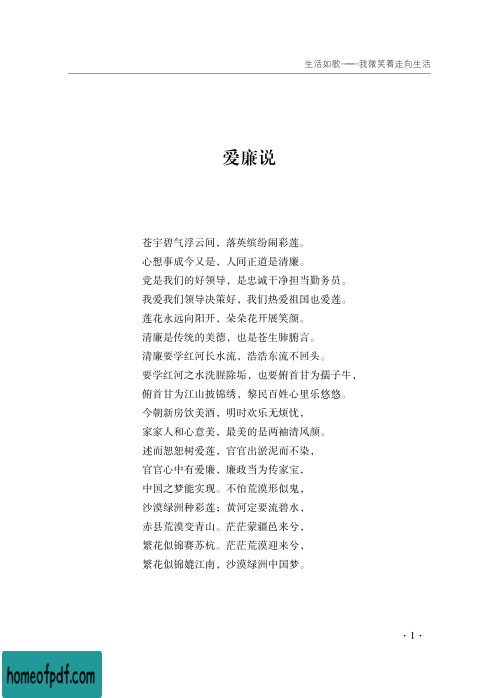 生活如歌——我微笑着走向生活
爱廉说
苍宇碧气浮云间，落英缤纷闹彩莲。
心想事成今又是，人间正道是清廉。
党是我们的好领导，是忠诚干净担当勤务员。
我爱我们领导决策好，我们热爱祖国也爱莲。
莲花永远向阳开，朵朵花开展笑颜。
清廉是传统的美德，也是苍生肺腑言。
清廉要学红河长水流，浩浩东流不回头。
要学红河之水洗腥除垢，也要俯首甘为孺子牛，
俯首甘为江山披锦绣，黎民百姓心里乐悠悠。
今朝新房饮美酒，明时欢乐无烦忧，
家家人和心意美，最美的是两袖清风颜。
述而恕恕树爱莲，官官出淤泥而不染，
官官心中有爱廉，廉政当为传家宝，
中国之梦能实现。不怕荒漠形似鬼，
沙漠绿洲种彩莲；黄河定要流碧水，
赤县荒漠变青山。茫茫蒙疆邑来兮，
繁花似锦赛苏杭。茫茫荒漠迎来兮，
繁花似锦媲江南，沙漠绿洲中国梦。
· 1 ·
homeofpdf.com